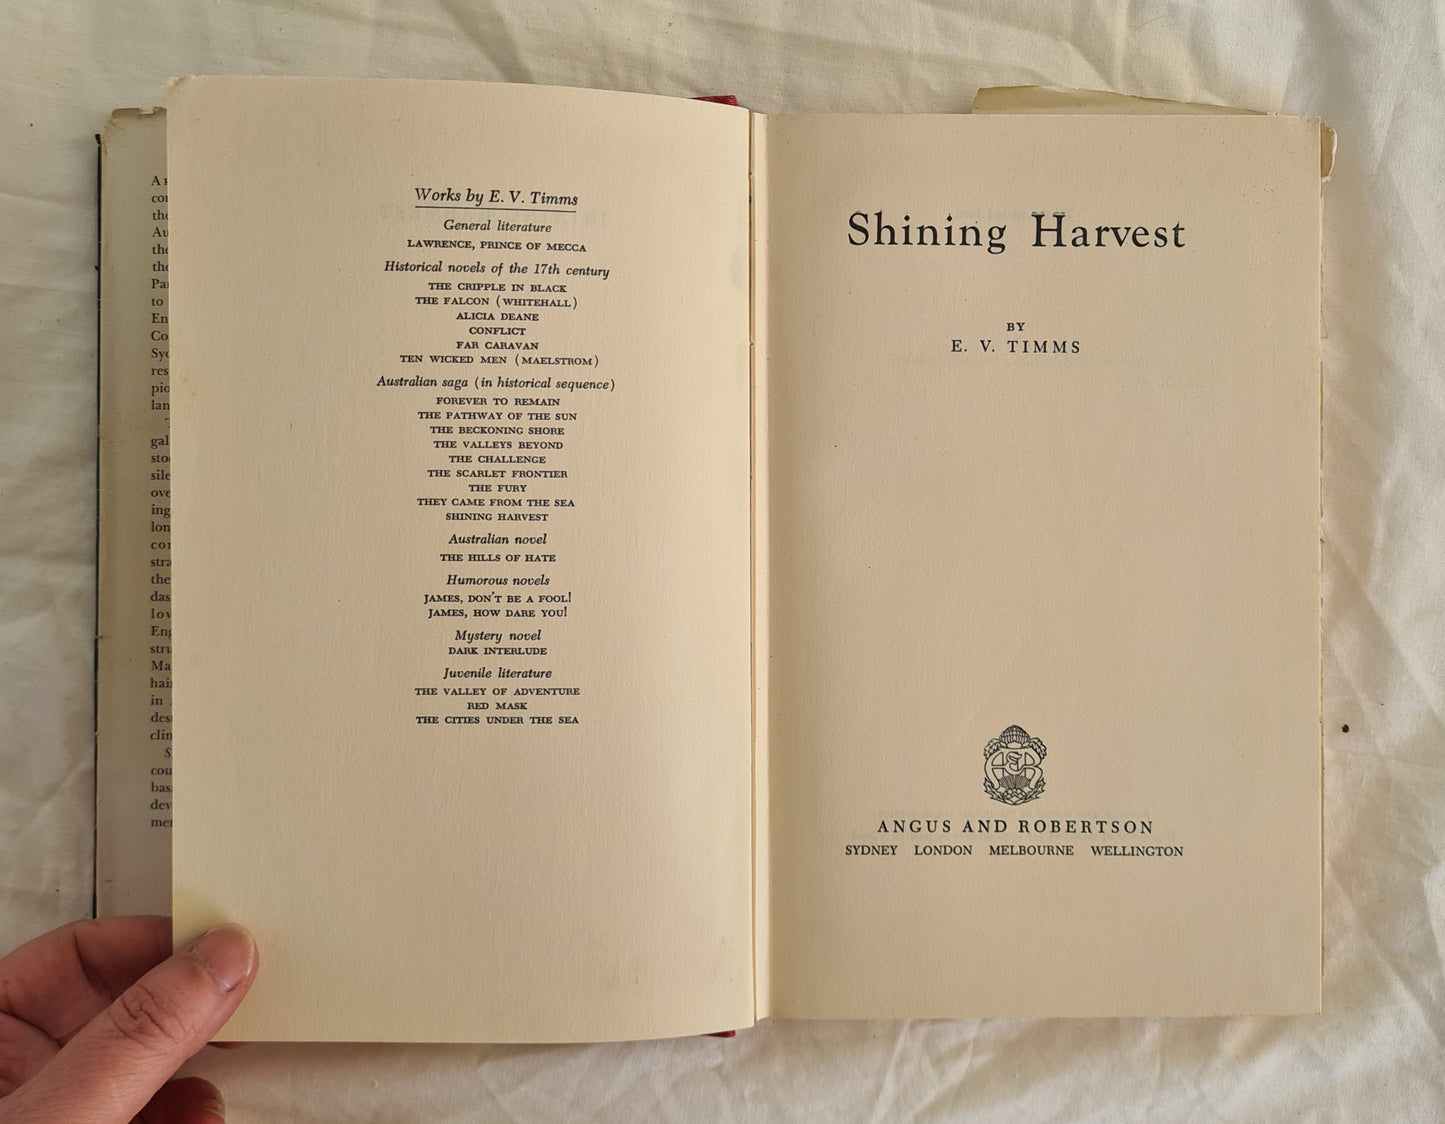 Works by E. V. Timms
General literature
LAWRENCE, PRINCE OF MECCA
Historical novels of the 17th century
THE CRIPPLE IN BLACK
THE FALCON (WHITEHALL)
ALICIA DEANE
CONFLICT
FAR CARAVAN
TEN WICKED MEN (MAELSTROM)
Australian saga (in historical sequence)
FOREVER TO REMAIN
THE PATHWAY OF THE SUN
THE BECKONING SHORE
THE VALLEYS BEYOND
THE CHALLENGE
THE SCARLET FRONTIER
THE FURY
THEY CAME FROM THE SEA
SHINING HARVEST
Australian novel
THE HILLS OF HATE
Humorous novels
JAMES, DON'T BE A FOOL!
JAMES, HOW DARE YOU!
Mystery novel
DARK INTERLUDE
Juvenile literature
THE VALLEY OF ADVENTURE
RED MASK
THE CITIES UNDER THE SEA
Shining Harvest
BY
E. V. TIMMS
ANGUS AND ROBERTSON
SYDNEY LONDON MELBOURNE WELLINGTON